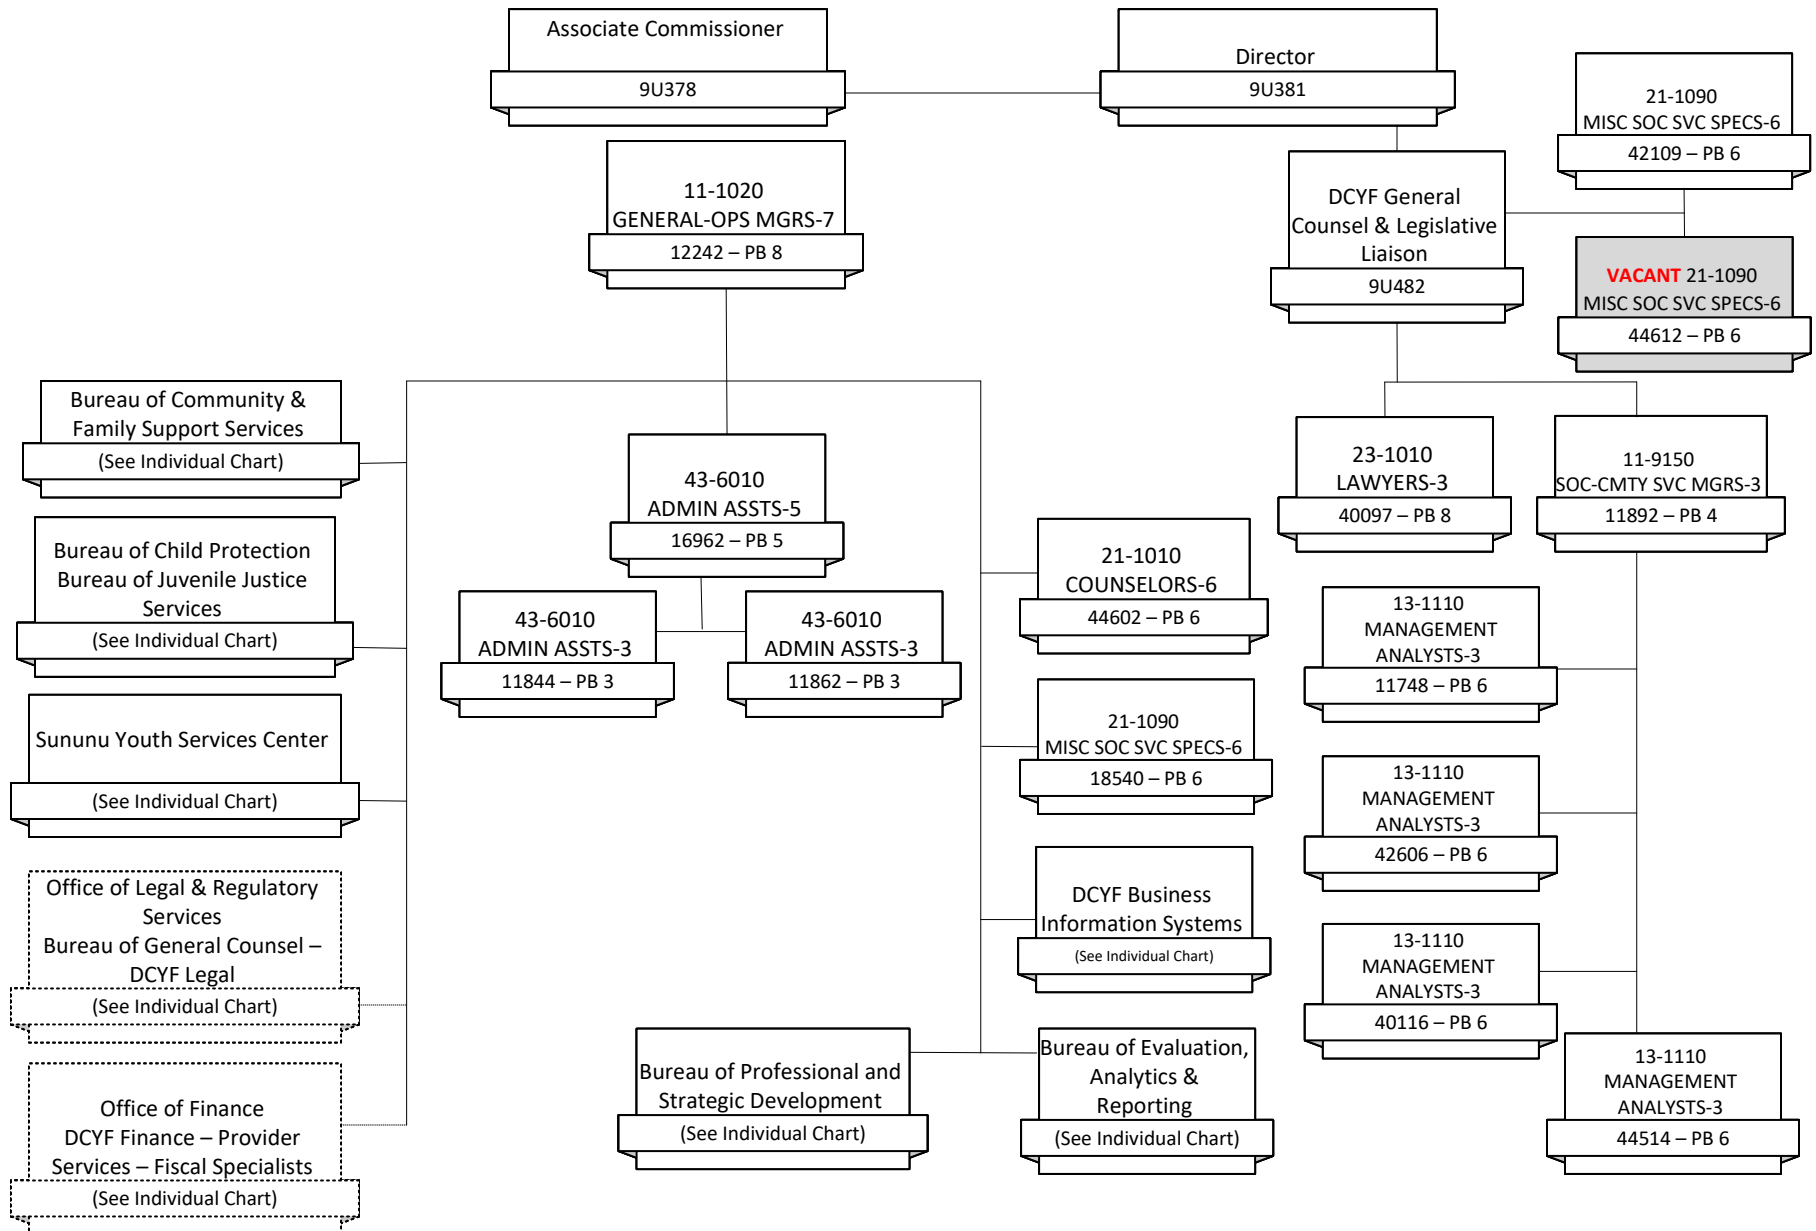 Associate Commissioner
9U378
Director
9U381
21-1090
MISC SOC SVC SPECS-6
42109 – PB 6
11-1020
GENERAL-OPS MGRS-7
12242 – PB 8
DCYF General
Counsel & Legislative
Liaison
9U482
VACANT 21-1090
MISC SOC SVC SPECS-6
44612 – PB 6
Bureau of Community &
Family Support Services
(See Individual Chart)
Bureau of Child Protection
Bureau of Juvenile Justice
Services
(See Individual Chart)
Sununu Youth Services Center
(See Individual Chart)
Office of Legal & Regulatory
Services
Bureau of General Counsel –
DCYF Legal
(See Individual Chart)
Office of Finance
DCYF Finance – Provider
Services – Fiscal Specialists
(See Individual Chart)
43-6010
ADMIN ASSTS-5
16962 – PB 5
43-6010
ADMIN ASSTS-3
11844 – PB 3
43-6010
ADMIN ASSTS-3
11862 – PB 3
21-1010
COUNSELORS-6
44602 – PB 6
21-1090
MISC SOC SVC SPECS-6
18540 – PB 6
DCYF Business
Information Systems
(See Individual Chart)
Bureau of Professional and
Strategic Development
(See Individual Chart)
Bureau of Evaluation,
Analytics &
Reporting
(See Individual Chart)
23-1010
LAWYERS-3
40097 – PB 8
11-9150
SOC-CMTY SVC MGRS-3
11892 – PB 4
13-1110
MANAGEMENT
ANALYSTS-3
11748 – PB 6
13-1110
MANAGEMENT
ANALYSTS-3
42606 – PB 6
13-1110
MANAGEMENT
ANALYSTS-3
40116 – PB 6
13-1110
MANAGEMENT
ANALYSTS-3
44514 – PB 6